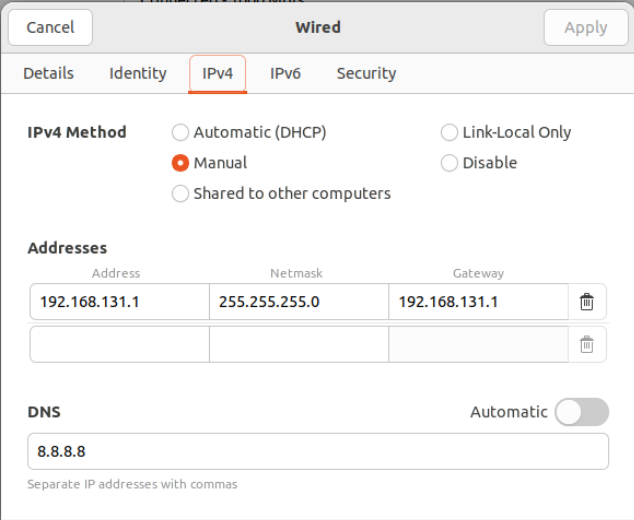 Cancel Wired Apply
Details Identity IPv4 IPv6 Security
IPv4 Method Automatic (DHCP) Link-Local Only
Manual Disable
Shared to other computers
Addresses
Address Netmask Gateway
192.168.131.1 255.255.255.0 192.168.131.1
DNS Automatic
8.8.8.8
Separate IP addresses with commas